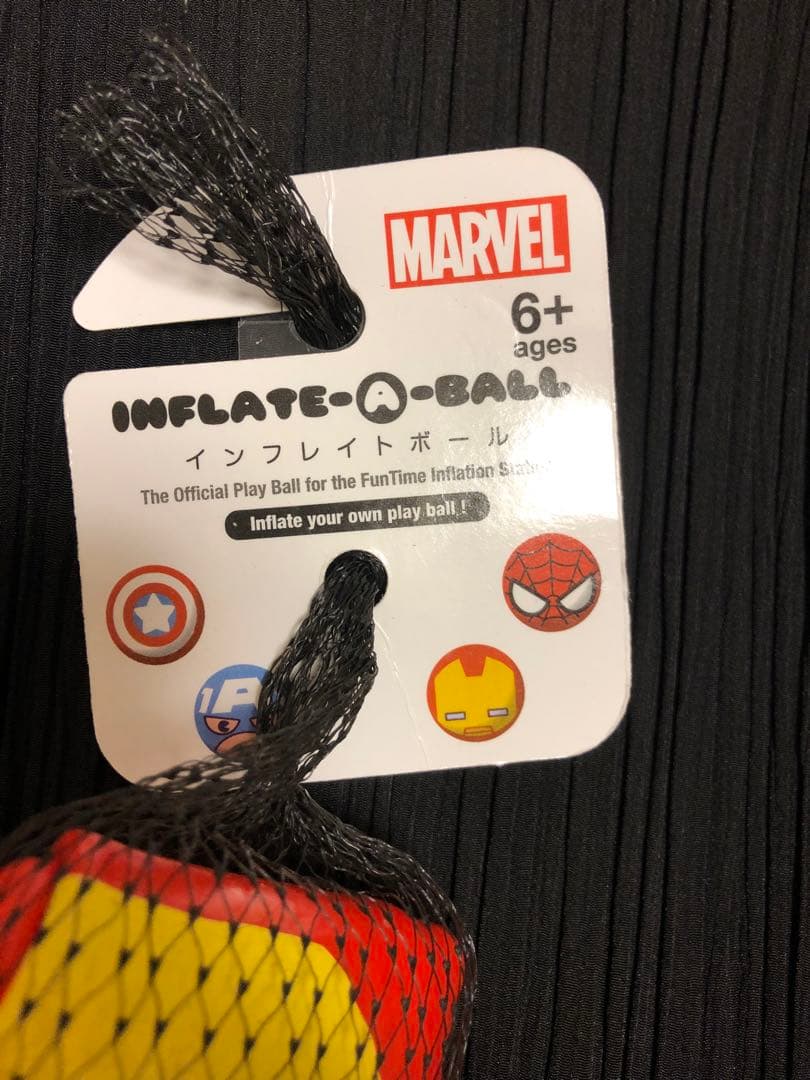 MARVEL
6+
ages
INFLATE-A-BALL
インフレイトボール
The Official Play Ball for the FunTime Inflation
Inflate your own play ball !
A